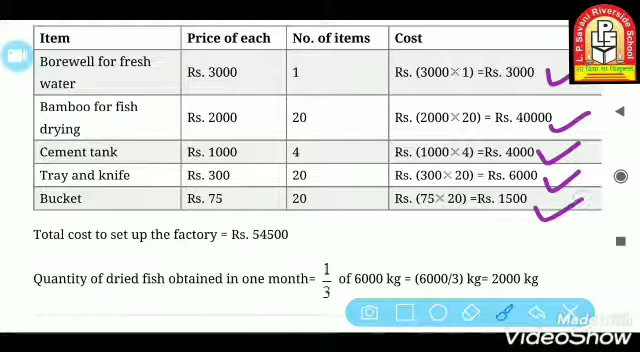 Item Price of each No. of items Cost
Borewell for fresh
water Rs. 3000 1 Rs. (3000×1) =Rs. 3000
Bamboo for fish
drying Rs. 2000 20 Rs. (2000×20) = Rs. 40000
Cement tank Rs. 1000 4 Rs. (1000×4) =Rs. 4000
Tray and knife Rs. 300 20 Rs. (300×20) = Rs. 6000
Bucket Rs. 75 20 Rs. (75×20) =Rs. 1500
Total cost to set up the factory = Rs. 54500
Quantity of dried fish obtained in one month= 1/3 of 6000 kg = (6000/3) kg= 2000 kg
L. P. Savani Riverside School
LPS
Made with
VideoShow